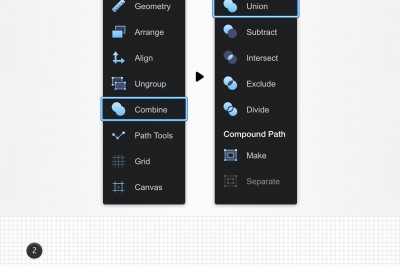 Geometry
Arrange
Align
Ungroup
Combine
Path Tools
Grid
Canvas
Union
Subtract
Intersect
Exclude
Divide
Compound Path
Make
Separate
2